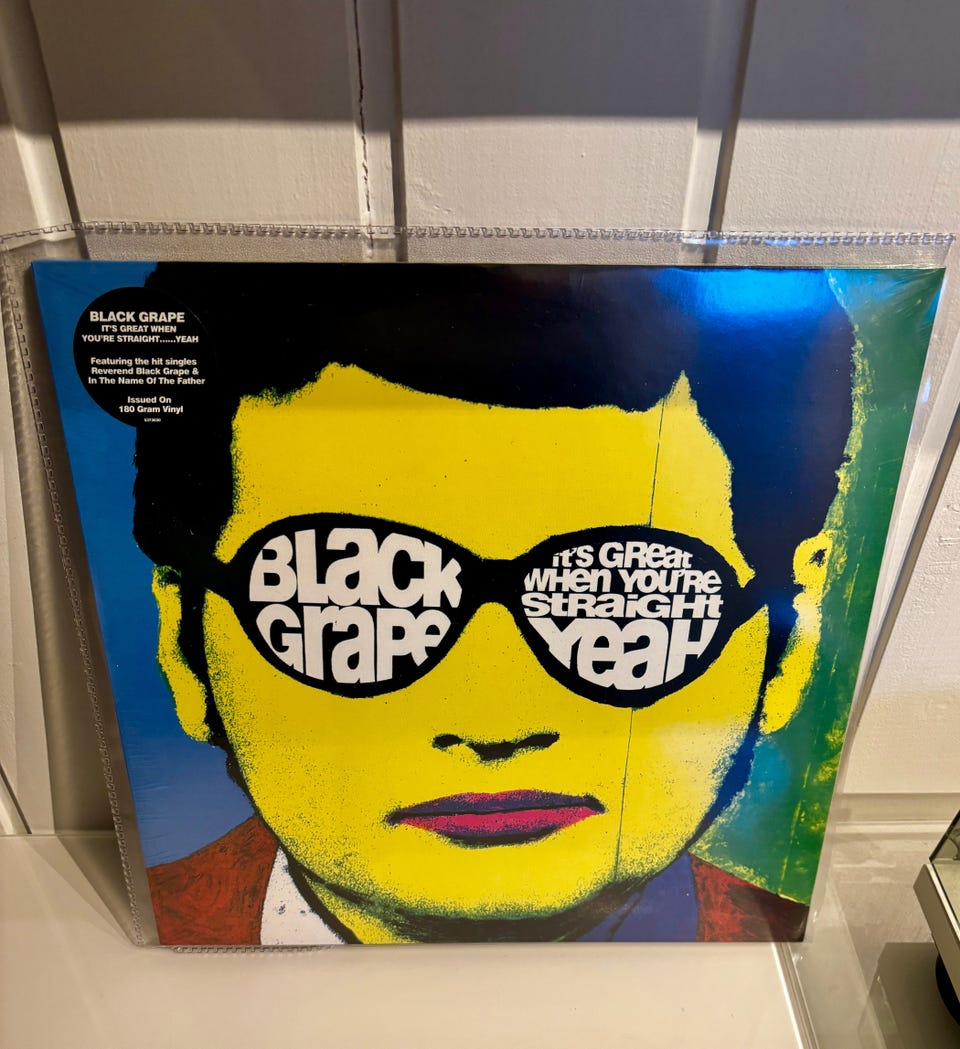 BLACK GRAPE
IT'S GREAT WHEN
YOU'RE STRAIGHT......YEAH
Featuring the hit singles
Reverend Black Grape &
In The Name Of The Father
Issued On
180 Gram Vinyl
BLacK
GraPe
it's GReat
WHen YOU'Re
StRaiGHt
YeaH